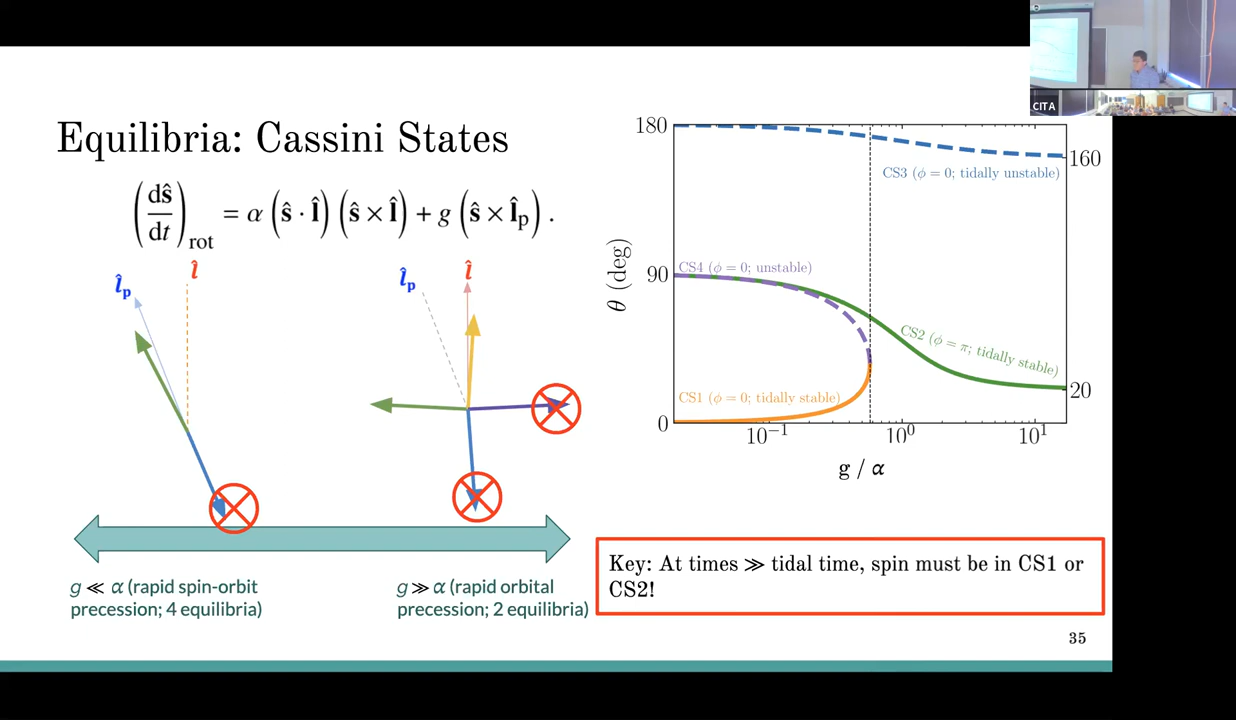 Equilibria: Cassini States
(dŝ/dt)rot = α (ŝ · l̂) (ŝ × l̂) + g (ŝ × l̂p) .
l̂p
l̂
l̂p
l̂
g ≪ α (rapid spin-orbit
precession; 4 equilibria)
g ≫ α (rapid orbital
precession; 2 equilibria)
180
90
0
θ (deg)
CS3 (ϕ = 0; tidally unstable)
CS4 (ϕ = 0; unstable)
CS2 (ϕ = π; tidally stable)
CS1 (ϕ = 0; tidally stable)
160
20
10⁻¹
10⁰
10¹
g / α
Key: At times ≫ tidal time, spin must be in CS1 or
CS2!
35
CITA